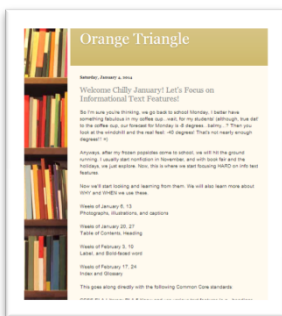 Orange Triangle
Saturday, January 4, 2014
Welcome Chilly January! Let's Focus on
Informational Text Features!
So I'm sure you're thinking, we go back to school Monday, I better have
something fabulous in my coffee cup...well, for my students! (although, true dat
to the coffee cup, our forecast for Monday is -8 degrees...balmy...? Then you
look at the windchill and the real feel: -40 degrees! That's not nearly enough
degrees!!! =(
Anyways, after my frozen popsicles come to school, we will hit the ground
running. I usually start nonfiction in November, and with book fair and the
holidays, we just explore. Now, this is where we start focusing HARD on info text
features.
Now we'll start looking and learning from them. We will also learn more about
WHY and WHEN we use these.
Weeks of January 6, 13
Photographs, illustrations, and captions
Weeks of January 20, 27
Table of Contents, Heading
Weeks of February 3, 10
Label, and Bold-faced word
Weeks of February 17, 24
Index and Glossary
This goes along directly with the following Common Core standards: